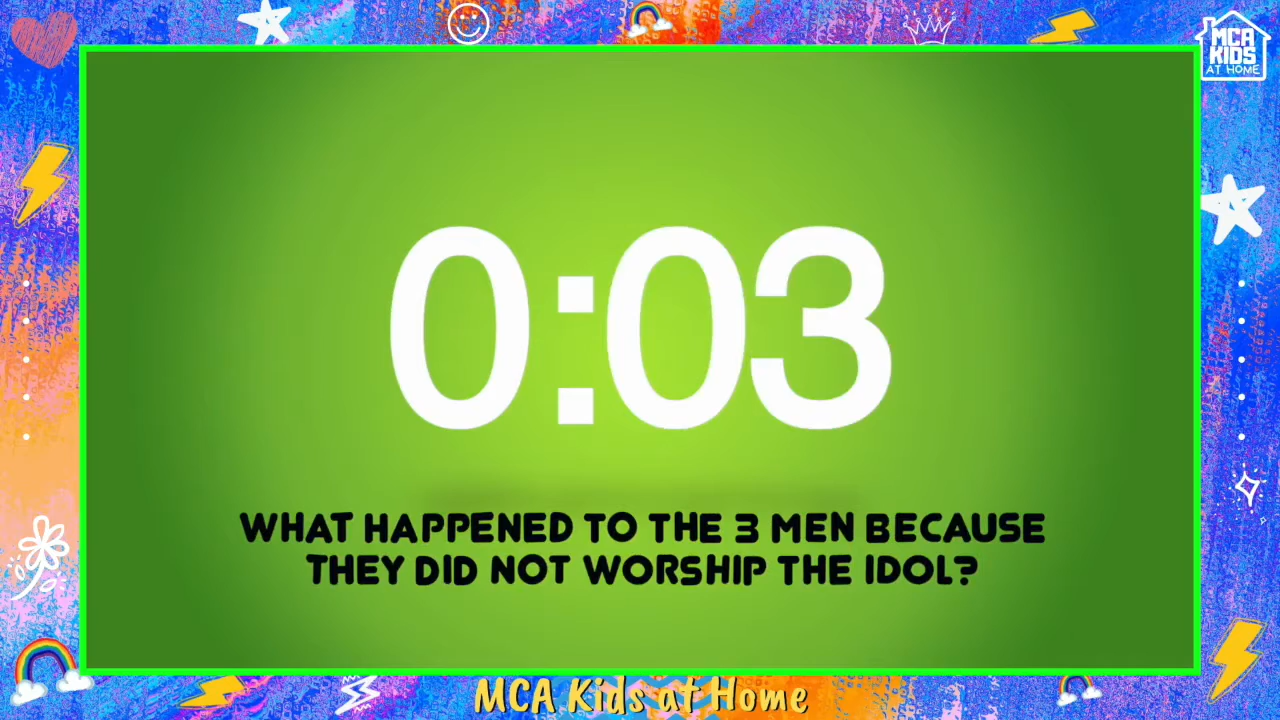 MCA
KIDS
AT HOME
0:03
WHAT HAPPENED TO THE 3 MEN BECAUSE
THEY DID NOT WORSHIP THE IDOL?
MCA Kids at Home